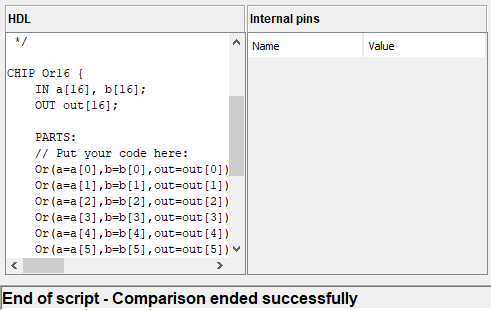 HDL
Internal pins
*/
CHIP Or16 {
IN a[16], b[16];
OUT out[16];
PARTS:
// Put your code here:
Or(a=a[0],b=b[0],out=out[0])
Or(a=a[1],b=b[1],out=out[1])
Or(a=a[2],b=b[2],out=out[2])
Or(a=a[3],b=b[3],out=out[3])
Or(a=a[4],b=b[4],out=out[4])
Or(a=a[5],b=b[5],out=out[5])
Name Value
End of script - Comparison ended successfully